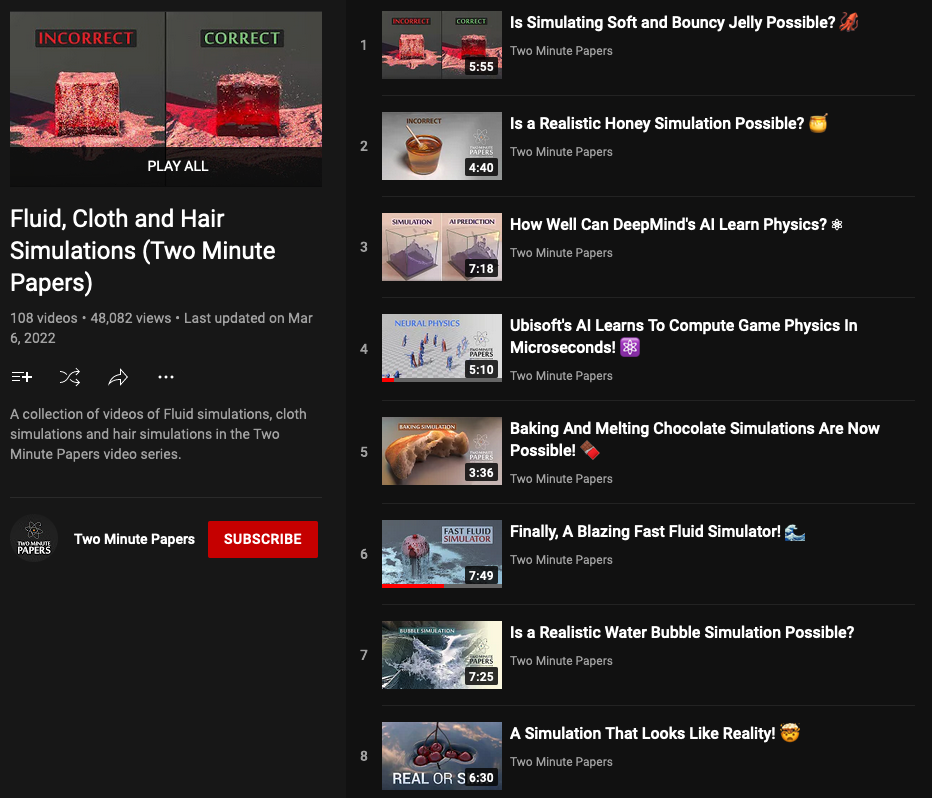 INCORRECT
CORRECT
PLAY ALL
Fluid, Cloth and Hair
Simulations (Two Minute
Papers)
108 videos • 48,082 views • Last updated on Mar
6, 2022
A collection of videos of Fluid simulations, cloth
simulations and hair simulations in the Two
Minute Papers video series.
TWO MINUTE
PAPERS
Two Minute Papers
SUBSCRIBE
1
INCORRECT
CORRECT
5:55
Is Simulating Soft and Bouncy Jelly Possible? 🦑
Two Minute Papers
2
INCORRECT
TWO MINUTE
PAPERS
4:40
Is a Realistic Honey Simulation Possible? 🍯
Two Minute Papers
3
SIMULATION
AI PREDICTION
7:18
How Well Can DeepMind's AI Learn Physics? ⚛
Two Minute Papers
4
NEURAL PHYSICS
TWO MINUTE
PAPERS
5:10
Ubisoft's AI Learns To Compute Game Physics In
Microseconds! ⚛️
Two Minute Papers
5
BAKING SIMULATION
TWO MINUTE
PAPERS
3:36
Baking And Melting Chocolate Simulations Are Now
Possible! 🍫
Two Minute Papers
6
FAST FLUID
SIMULATOR
7:49
Finally, A Blazing Fast Fluid Simulator! 🌊
Two Minute Papers
7
BUBBLE SIMULATION
TWO MINUTE
PAPERS
7:25
Is a Realistic Water Bubble Simulation Possible?
Two Minute Papers
8
REAL OR S
6:30
A Simulation That Looks Like Reality! 🤯
Two Minute Papers